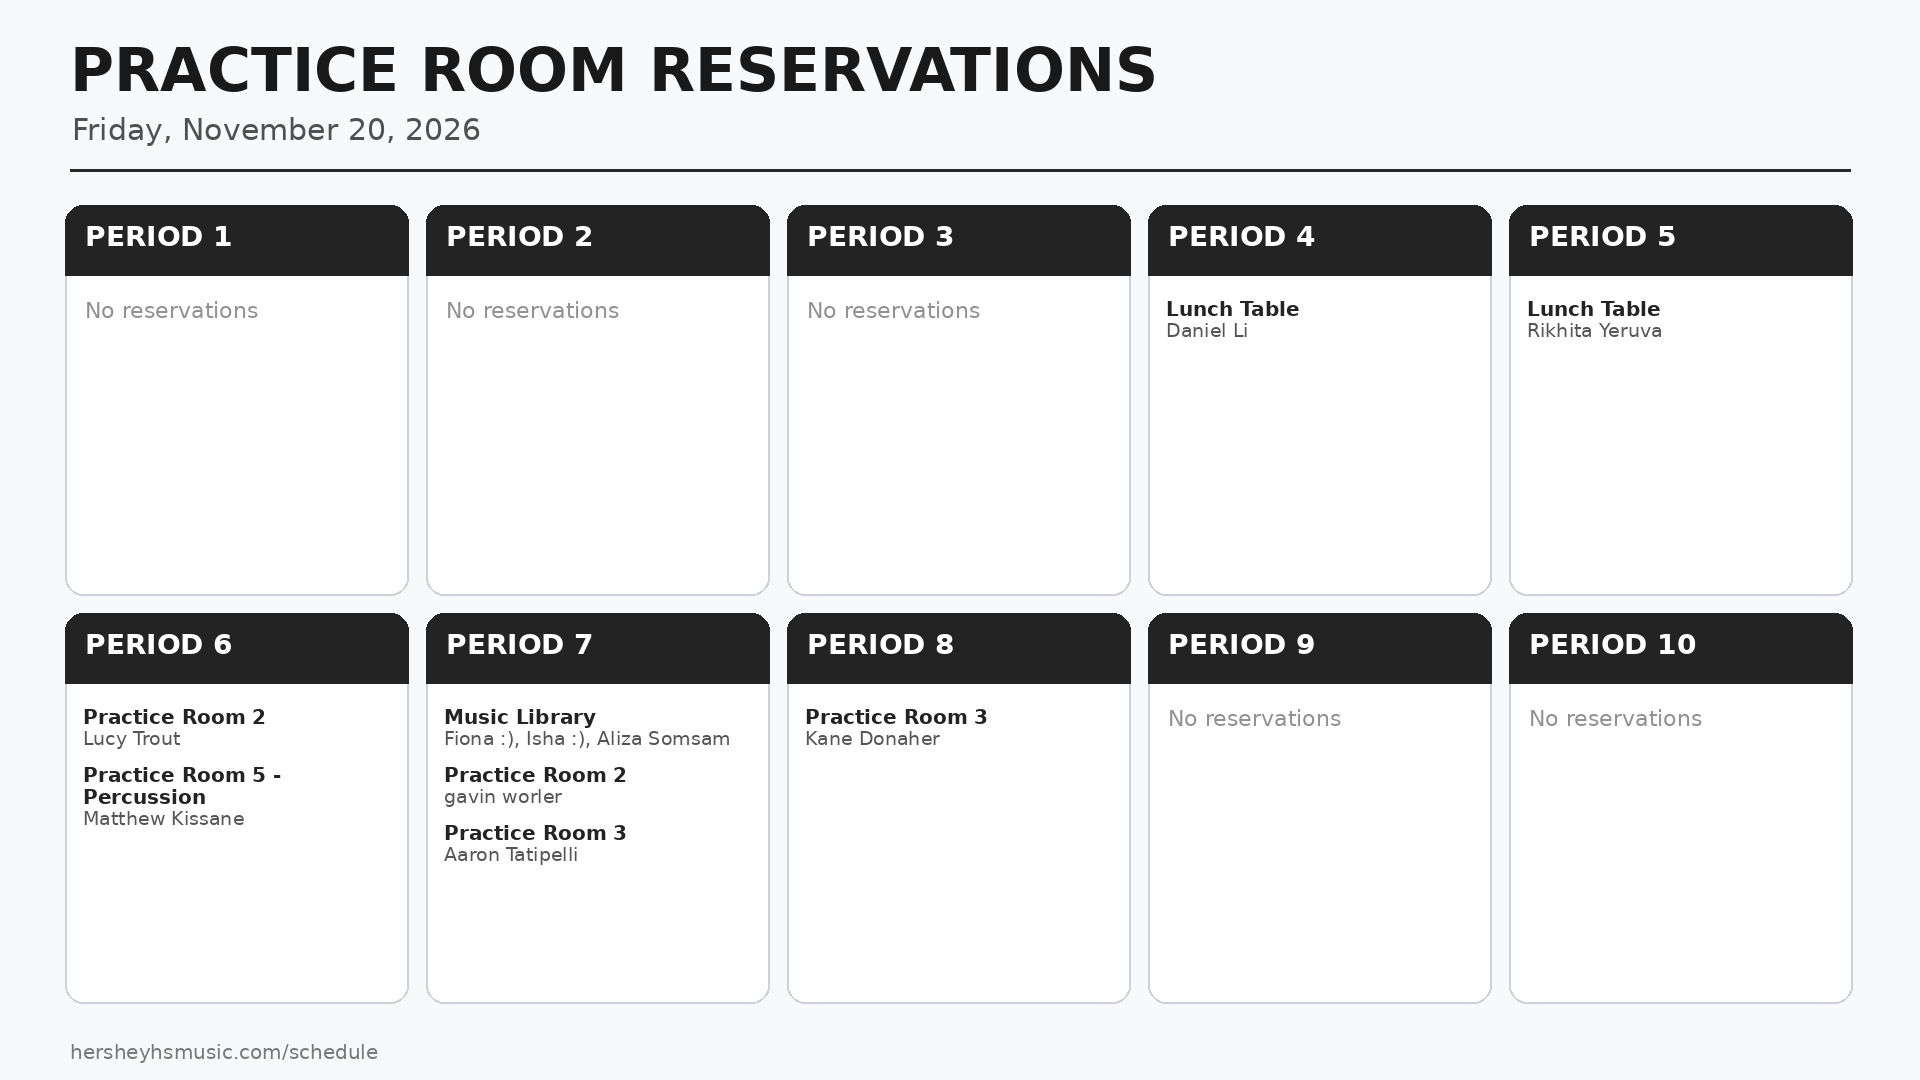 PRACTICE ROOM RESERVATIONS
Friday, November 20, 2026
PERIOD 1
No reservations
PERIOD 2
No reservations
PERIOD 3
No reservations
PERIOD 4
Lunch Table
Daniel Li
PERIOD 5
Lunch Table
Rikhita Yeruva
PERIOD 6
Practice Room 2
Lucy Trout
Practice Room 5 -
Percussion
Matthew Kissane
PERIOD 7
Music Library
Fiona :), Isha :), Aliza Somsam
Practice Room 2
gavin worler
Practice Room 3
Aaron Tatipelli
PERIOD 8
Practice Room 3
Kane Donaher
PERIOD 9
No reservations
PERIOD 10
No reservations
hersheyhsmusic.com/schedule